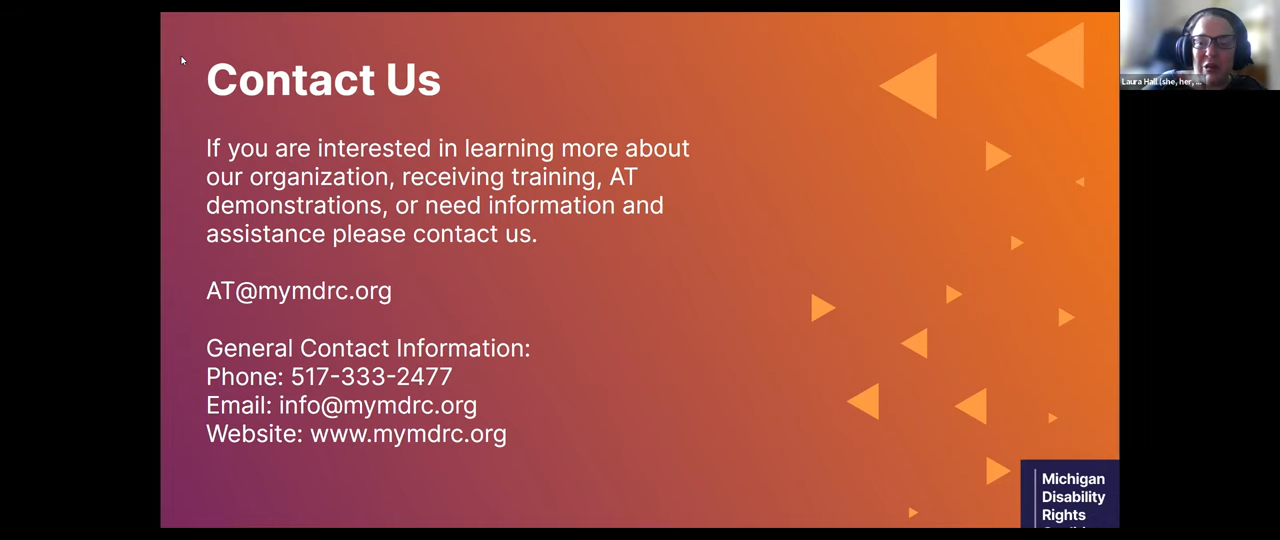 Contact Us
If you are interested in learning more about
our organization, receiving training, AT
demonstrations, or need information and
assistance please contact us.
AT@mymdrc.org
General Contact Information:
Phone: 517-333-2477
Email: info@mymdrc.org
Website: www.mymdrc.org
Michigan
Disability
Rights
Laura Hall (she, her, ...